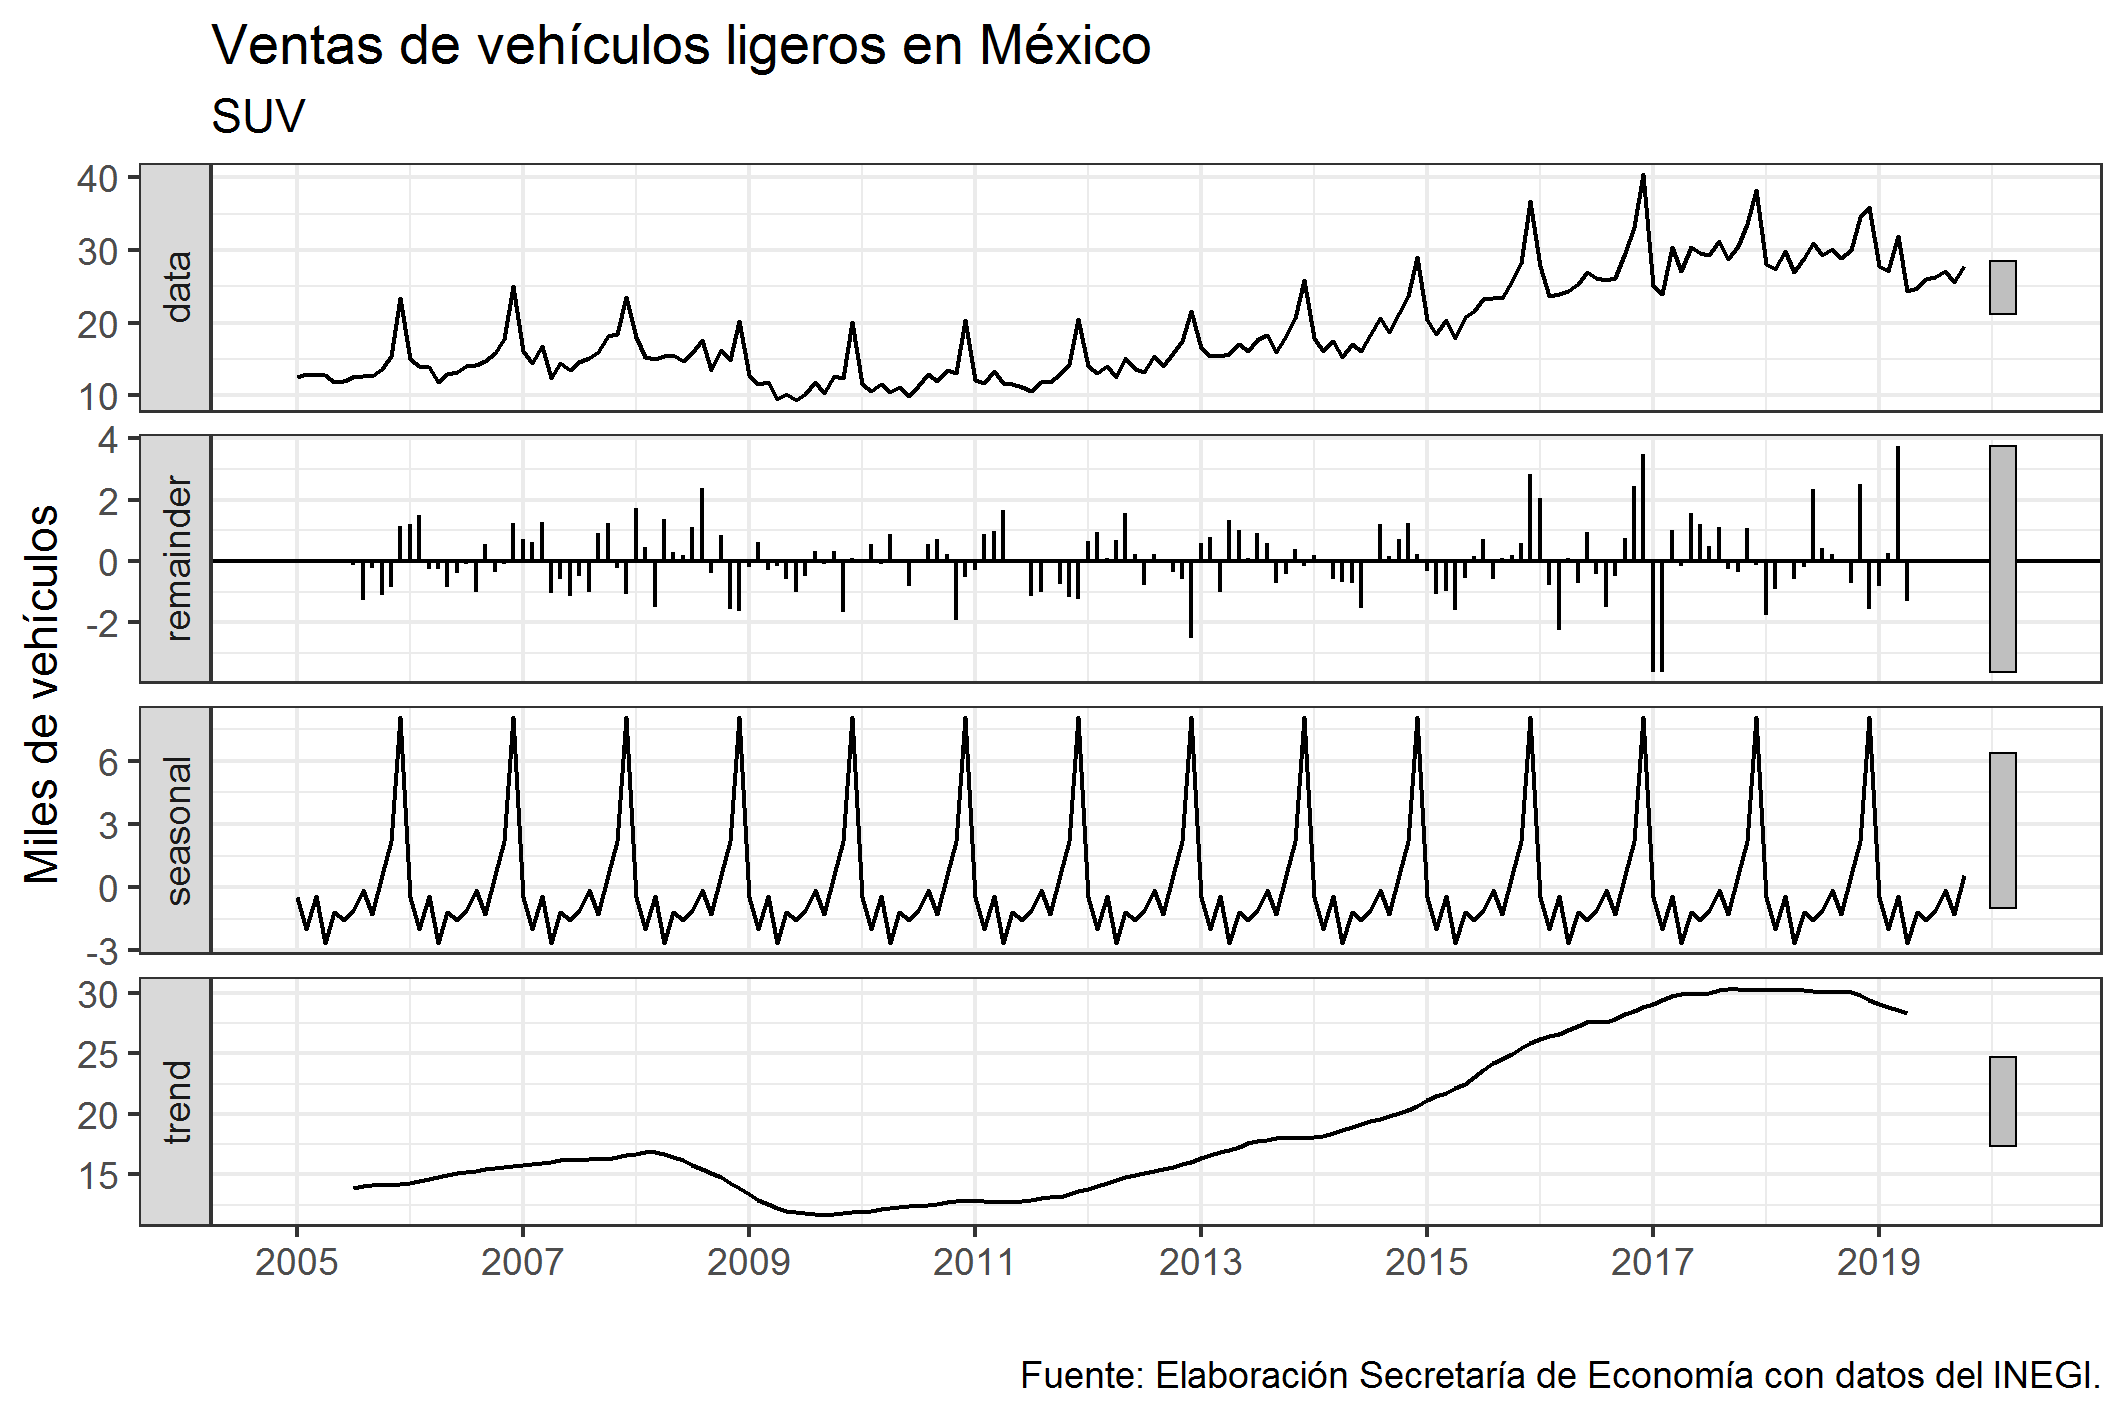 Ventas de vehículos ligeros en México
SUV
Miles de vehículos
data
40
30
20
10
remainder
4
2
0
-2
seasonal
6
3
0
-3
trend
30
25
20
15
2005 2007 2009 2011 2013 2015 2017 2019
Fuente: Elaboración Secretaría de Economía con datos del INEGI.